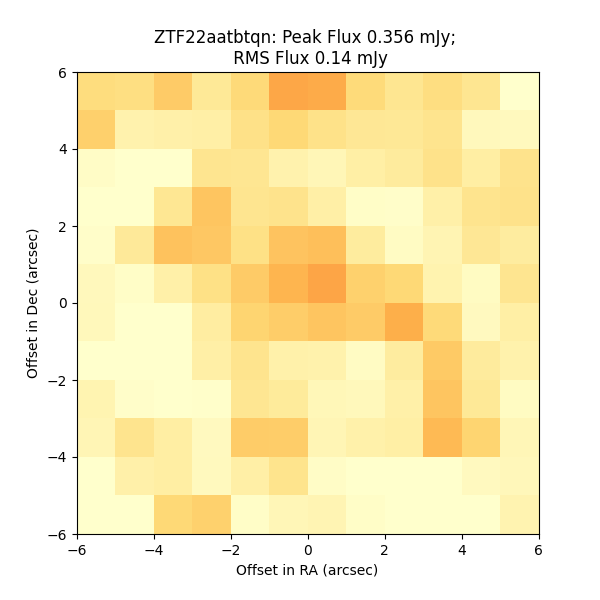 ZTF22aatbtqn: Peak Flux 0.356 mJy;
RMS Flux 0.14 mJy
6
4
2
0
−2
−4
−6
Offset in Dec (arcsec)
−6 −4 −2 0 2 4 6
Offset in RA (arcsec)